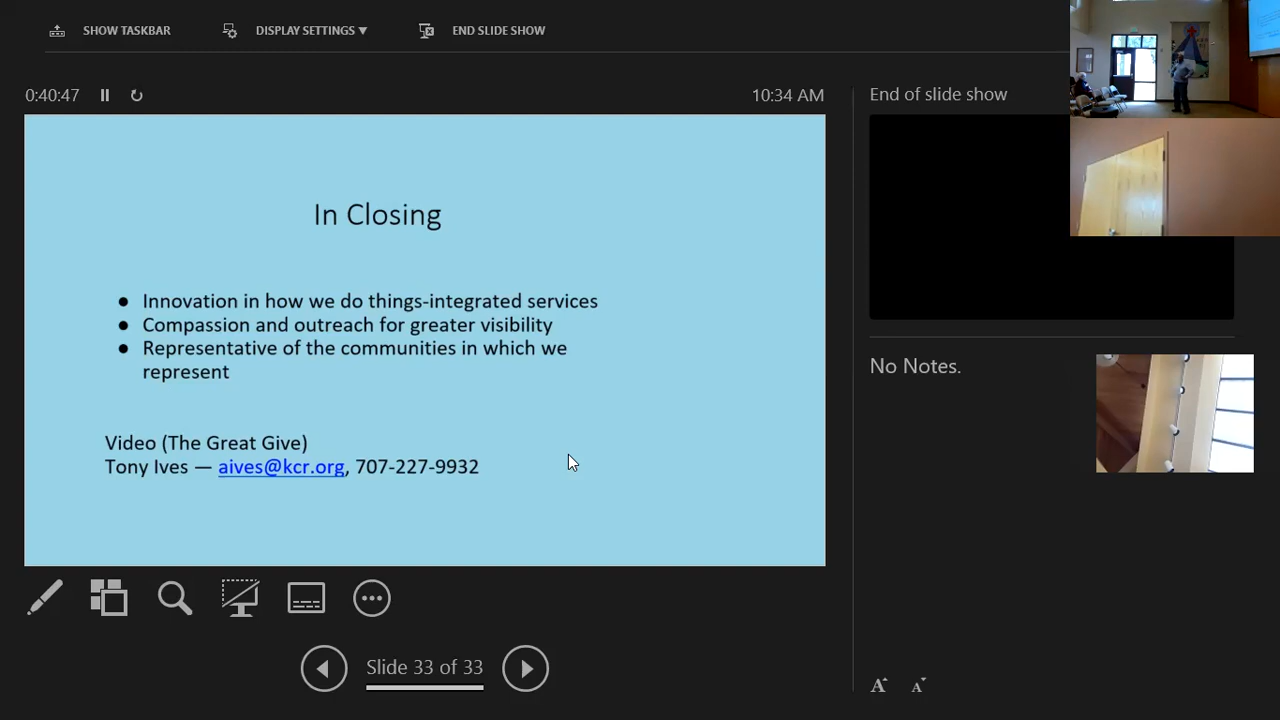 SHOW TASKBAR
DISPLAY SETTINGS ▼
END SLIDE SHOW
0:40:47
10:34 AM
End of slide show
In Closing
● Innovation in how we do things-integrated services
● Compassion and outreach for greater visibility
● Representative of the communities in which we
represent
Video (The Great Give)
Tony Ives — aives@kcr.org, 707-227-9932
No Notes.
Slide 33 of 33
A
A